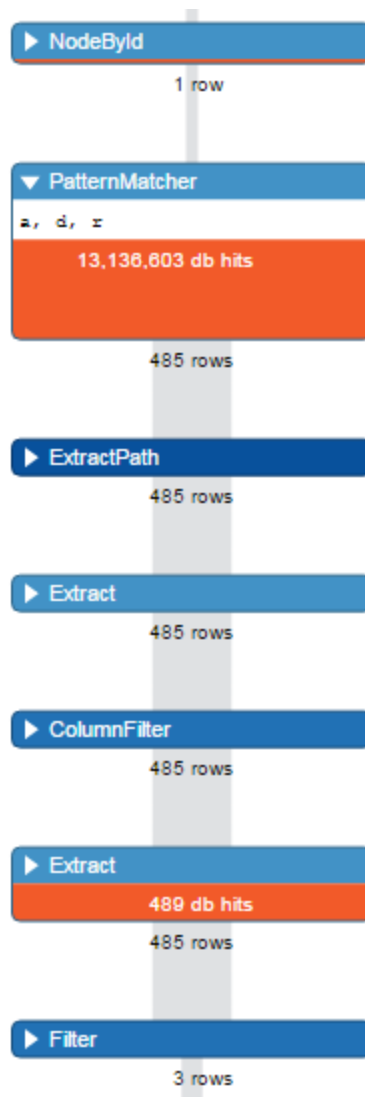 NodeById
1 row
PatternMatcher
a, d, r
13,136,603 db hits
485 rows
ExtractPath
485 rows
Extract
485 rows
ColumnFilter
485 rows
Extract
489 db hits
485 rows
Filter
3 rows